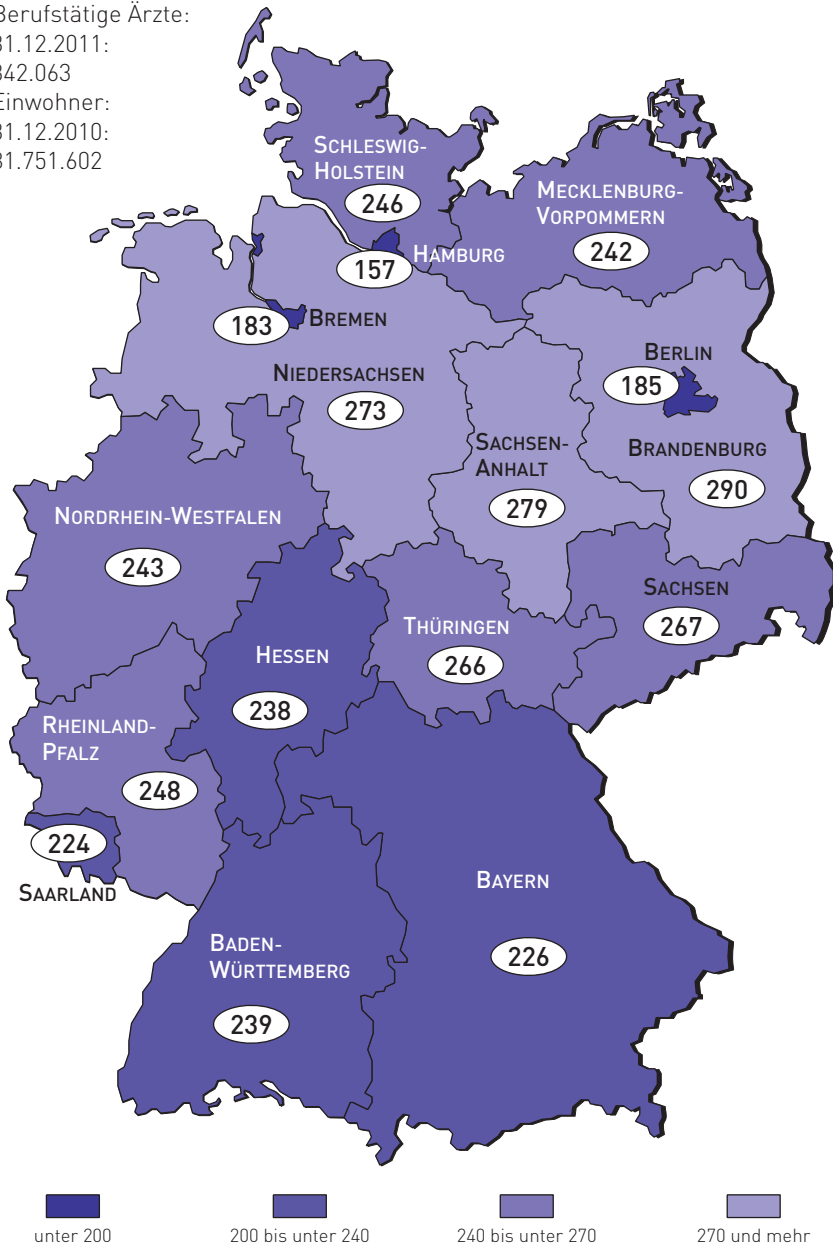 Berufstätige Ärzte:
31.12.2011:
342.063
Einwohner:
31.12.2010:
81.751.602
SCHLESWIG-
HOLSTEIN
246
MECKLENBURG-
VORPOMMERN
242
HAMBURG
157
BREMEN
183
NIEDERSACHSEN
273
BERLIN
185
SACHSEN-
ANHALT
279
BRANDENBURG
290
NORDRHEIN-WESTFALEN
243
SACHSEN
267
THÜRINGEN
266
HESSEN
238
RHEINLAND-
PFALZ
248
224
SAARLAND
BAYERN
226
BADEN-
WÜRTTEMBERG
239
unter 200
200 bis unter 240
240 bis unter 270
270 und mehr